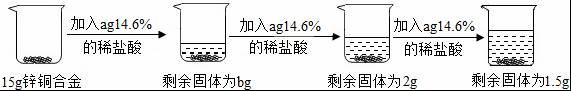 加入ag14.6% 加入ag14.6% 加入ag14.6%
的稀盐酸 的稀盐酸 的稀盐酸
15g锌铜合金 剩余固体为bg 剩余固体为2g 剩余固体为1.5g